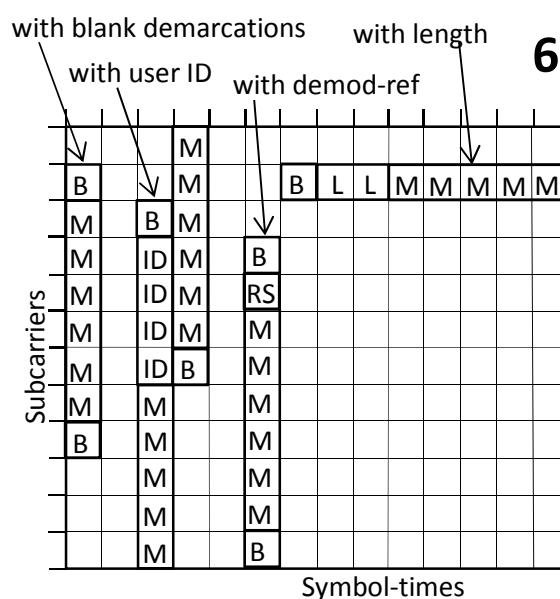 with blank demarcations
with length
6
with user ID
with demod-ref
M
B M B L L M M M M M
M B M
M ID M B
M ID M RS
M ID M M
M ID B M
M M M
B M M
M M
M M
M B
Subcarriers
Symbol-times